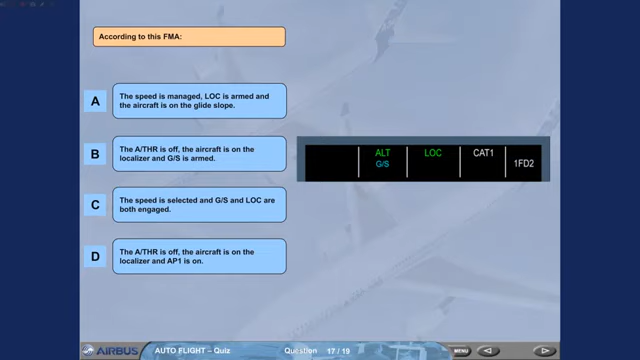 According to this FMA:
A
The speed is managed, LOC is armed and
the aircraft is on the glide slope.
B
The A/THR is off, the aircraft is on the
localizer and G/S is armed.
C
The speed is selected and G/S and LOC are
both engaged.
D
The A/THR is off, the aircraft is on the
localizer and AP1 is on.
ALT LOC CAT1
G/S 1FD2
AIRBUS AUTO FLIGHT – Quiz Question 17 / 19 MENU